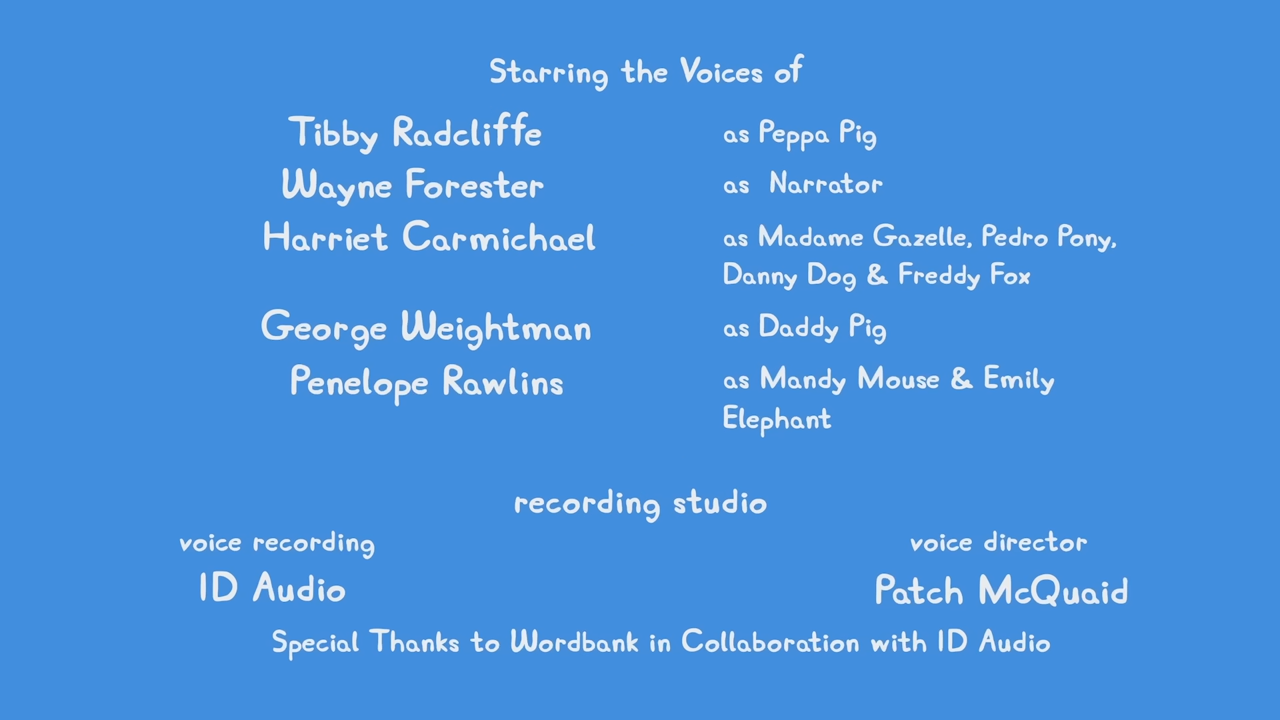 Starring the Voices of
Tibby Radcliffe as Peppa Pig
Wayne Forester as Narrator
Harriet Carmichael as Madame Gazelle, Pedro Pony,
Danny Dog & Freddy Fox
George Weightman as Daddy Pig
Penelope Rawlins as Mandy Mouse & Emily
Elephant
recording studio
voice recording voice director
ID Audio Patch McQuaid
Special Thanks to Wordbank in Collaboration with ID Audio